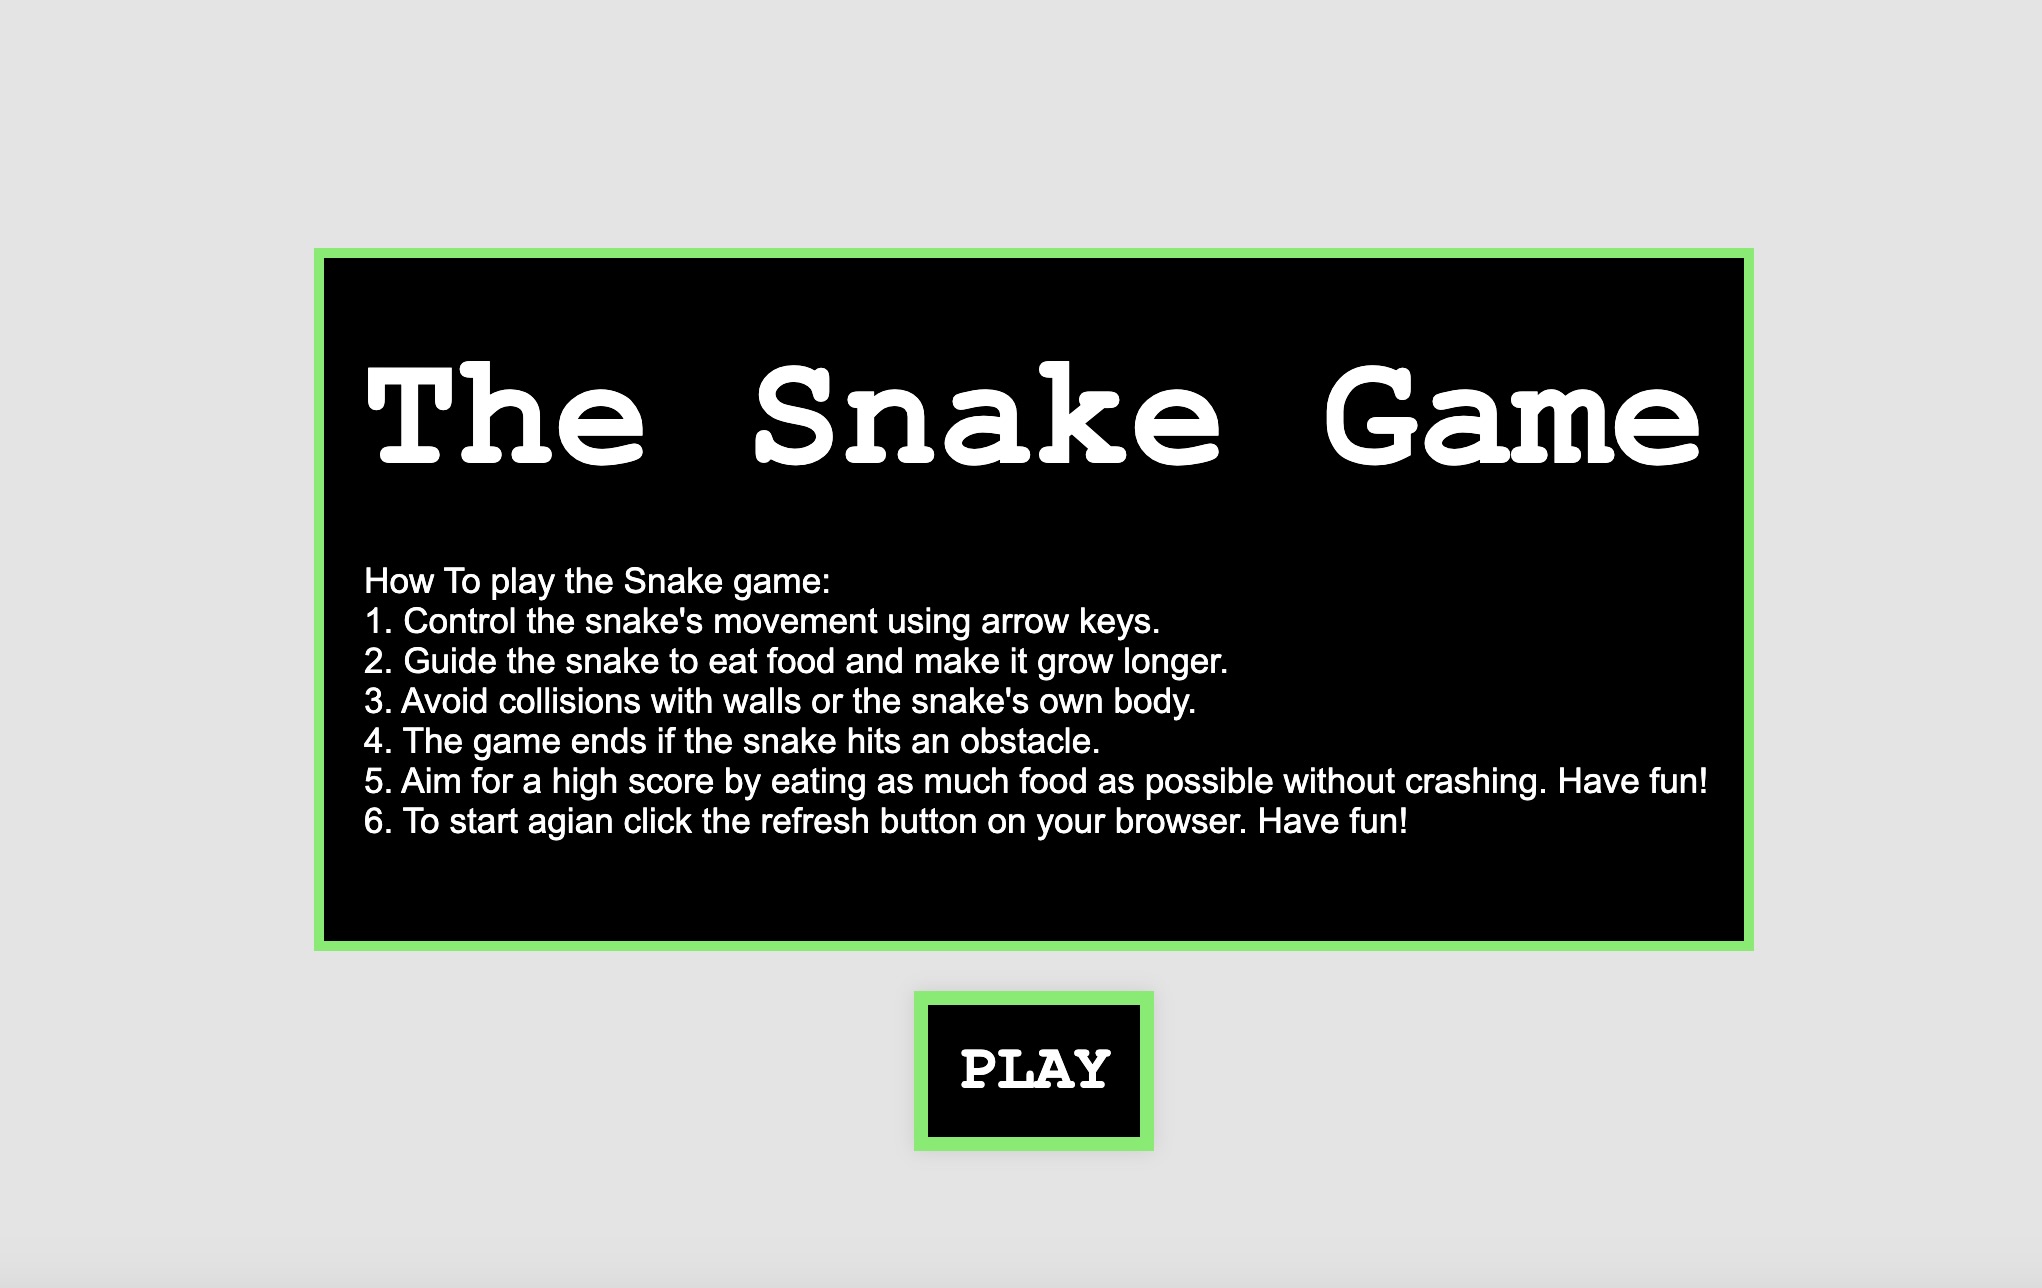 The Snake Game
How To play the Snake game:
1. Control the snake's movement using arrow keys.
2. Guide the snake to eat food and make it grow longer.
3. Avoid collisions with walls or the snake's own body.
4. The game ends if the snake hits an obstacle.
5. Aim for a high score by eating as much food as possible without crashing. Have fun!
6. To start agian click the refresh button on your browser. Have fun!
PLAY